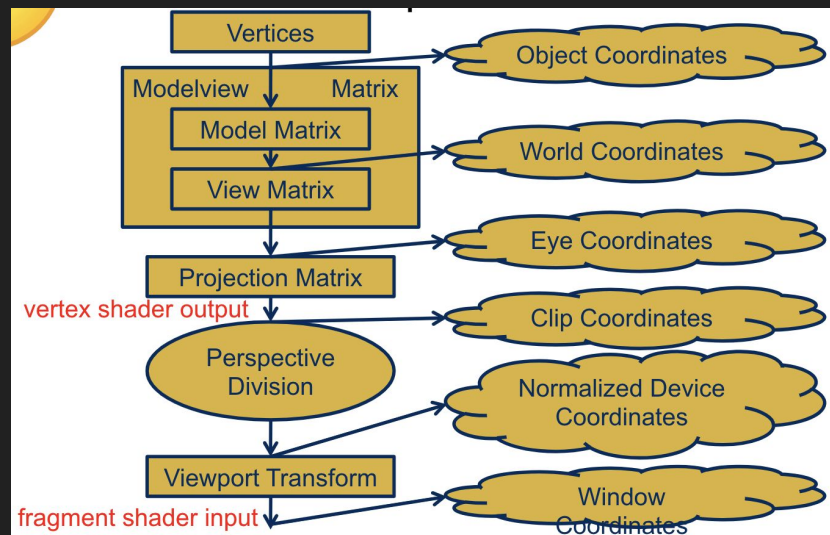 Vertices
Object Coordinates
Modelview Matrix
Model Matrix
World Coordinates
View Matrix
Eye Coordinates
Projection Matrix
vertex shader output
Clip Coordinates
Perspective
Division
Normalized Device
Coordinates
Viewport Transform
fragment shader input
Window
Coordinates